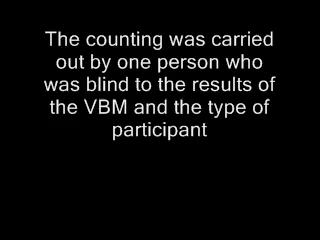 The counting was carried
out by one person who
was blind to the results of
the VBM and the type of
participant